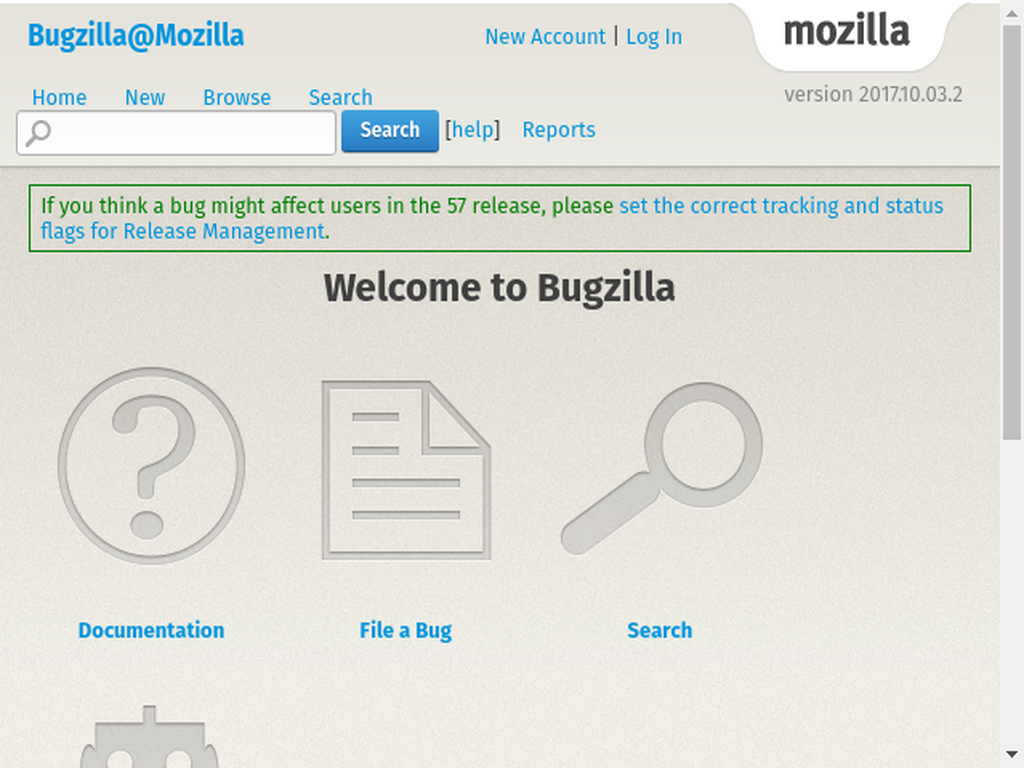 Bugzilla@Mozilla
New Account | Log In
mozilla
Home New Browse Search
version 2017.10.03.2
Search [help] Reports
If you think a bug might affect users in the 57 release, please set the correct tracking and status
flags for Release Management.
Welcome to Bugzilla
Documentation File a Bug Search